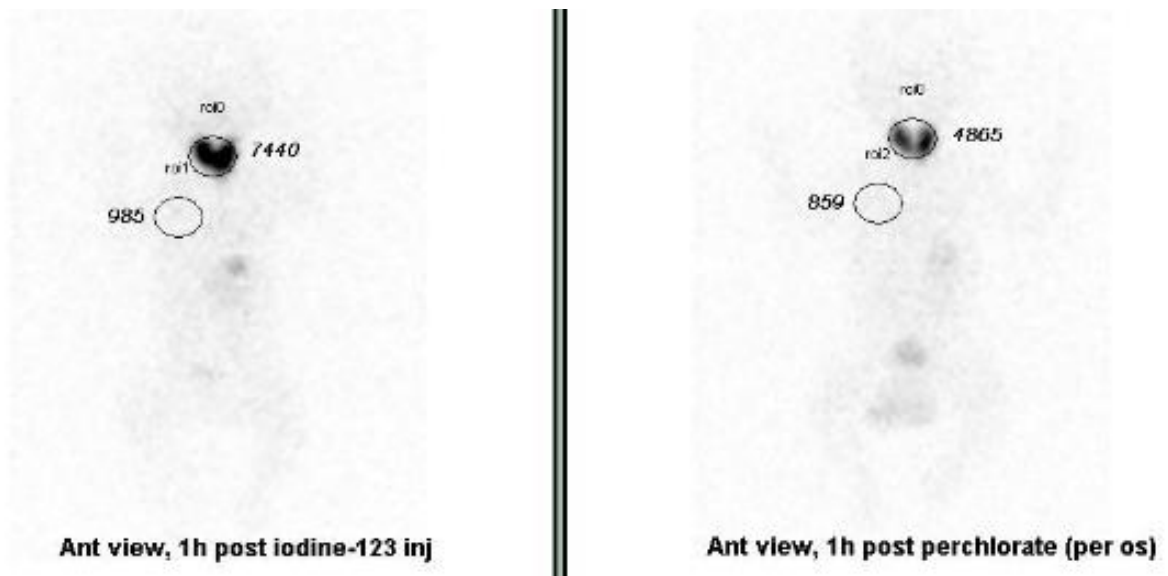 roi0
7440
roi1
985
Ant view, 1h post iodine-123 inj
roi0
4865
roi2
859
Ant view, 1h post perchlorate (per os)